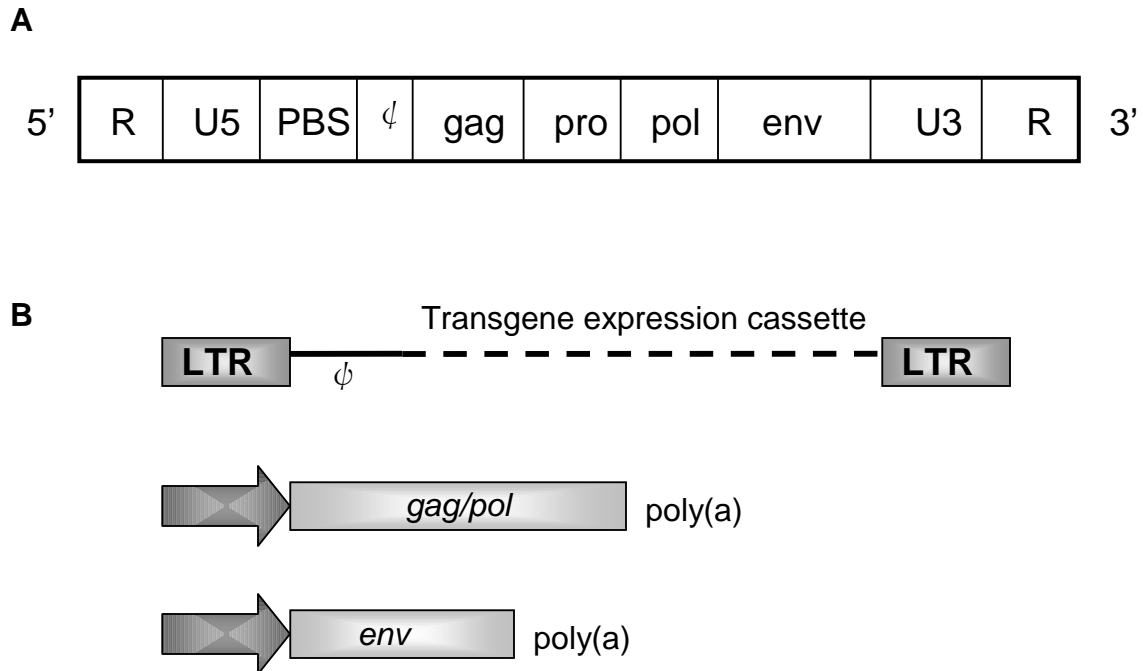 A
5’ R U5 PBS ψ gag pro pol env U3 R 3’
B
Transgene expression cassette
LTR LTR
ψ
gag/pol poly(a)
env poly(a)